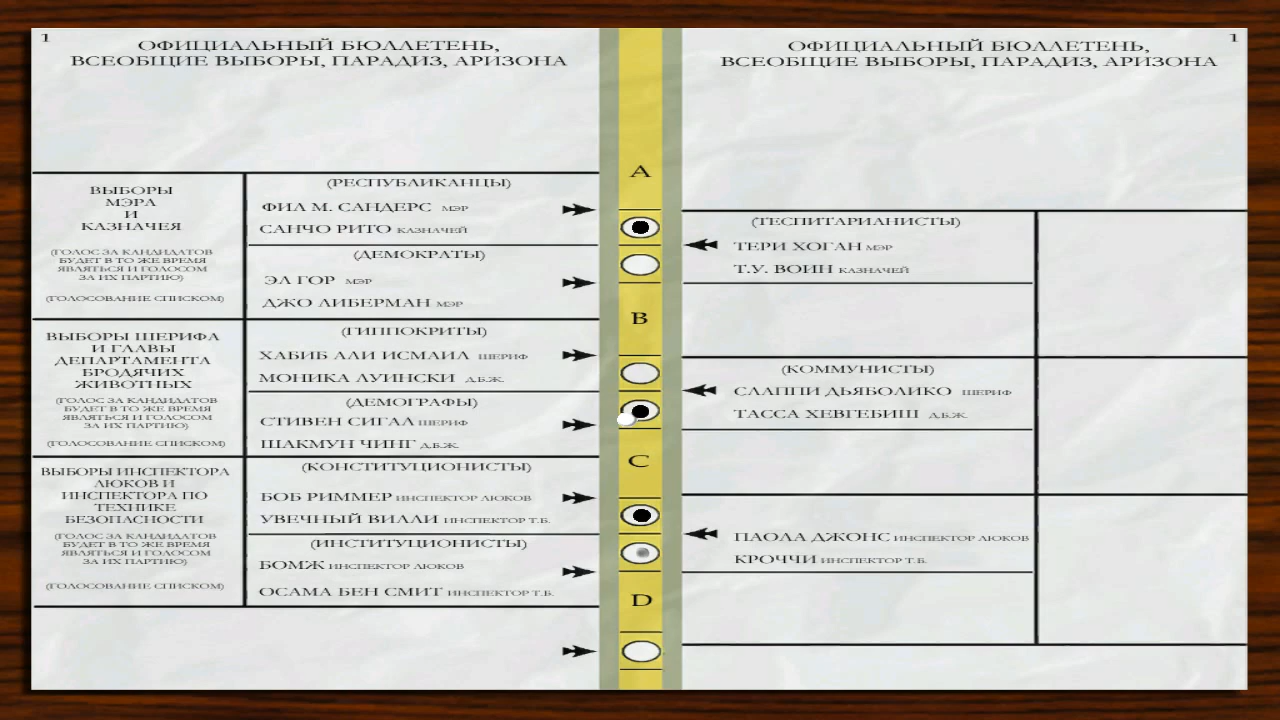 1
ОФИЦИАЛЬНЫЙ БЮЛЛЕТЕНЬ,
ВСЕОБЩИЕ ВЫБОРЫ, ПАРАДИЗ, АРИЗОНА
ВЫБОРЫ
МЭРА
И
КАЗНАЧЕЯ
(ГОЛОС ЗА КАНДИДАТОВ
БУДЕТ В ТО ЖЕ ВРЕМЯ
ЯВЛЯТЬСЯ И ГОЛОСОМ
ЗА ИХ ПАРТИЮ)
(ГОЛОСОВАНИЕ СПИСКОМ)
(РЕСПУБЛИКАНЦЫ)
ФИЛ М. САНДЕРС МЭР
САНЧО РИТО КАЗНАЧЕЙ
(ДЕМОКРАТЫ)
ЭЛ ГОР МЭР
ДЖО ЛИБЕРМАН МЭР
ВЫБОРЫ ШЕРИФА
И ГЛАВЫ
ДЕПАРТАМЕНТА
БРОДЯЧИХ
ЖИВОТНЫХ
(ГОЛОС ЗА КАНДИДАТОВ
БУДЕТ В ТО ЖЕ ВРЕМЯ
ЯВЛЯТЬСЯ И ГОЛОСОМ
ЗА ИХ ПАРТИЮ)
(ГОЛОСОВАНИЕ СПИСКОМ)
(ГИППОКРИТЫ)
ХАБИБ АЛИ ИСМАИЛ ШЕРИФ
МОНИКА ЛУИНСКИ Д.Б.Ж.
(ДЕМОГРАФЫ)
СТИВЕН СИГАЛ ШЕРИФ
ШАКМУН ЧИНГ Д.Б.Ж.
ВЫБОРЫ ИНСПЕКТОРА
ЛЮКОВ И
ИНСПЕКТОРА ПО
ТЕХНИКЕ
БЕЗОПАСНОСТИ
(ГОЛОС ЗА КАНДИДАТОВ
БУДЕТ В ТО ЖЕ ВРЕМЯ
ЯВЛЯТЬСЯ И ГОЛОСОМ
ЗА ИХ ПАРТИЮ)
(ГОЛОСОВАНИЕ СПИСКОМ)
(КОНСТИТУЦИОНИСТЫ)
БОБ РИММЕР ИНСПЕКТОР ЛЮКОВ
УВЕЧНЫЙ ВИЛЛИ ИНСПЕКТОР Т.Б.
(ИНСТИТУЦИОНИСТЫ)
БОМЖ ИНСПЕКТОР ЛЮКОВ
ОСАМА БЕН СМИТ ИНСПЕКТОР Т.Б.
A
B
C
D
1
ОФИЦИАЛЬНЫЙ БЮЛЛЕТЕНЬ,
ВСЕОБЩИЕ ВЫБОРЫ, ПАРАДИЗ, АРИЗОНА
(ТЕСПИТАРИАНИСТЫ)
ТЕРИ ХОГАН МЭР
Т.У. ВОИН КАЗНАЧЕЙ
(КОММУНИСТЫ)
СЛАППИ ДЬЯБОЛИКО ШЕРИФ
ТАССА ХЕВГЕБИШ Д.Б.Ж.
ПАОЛА ДЖОНС ИНСПЕКТОР ЛЮКОВ
КРОЧЧИ ИНСПЕКТОР Т.Б.